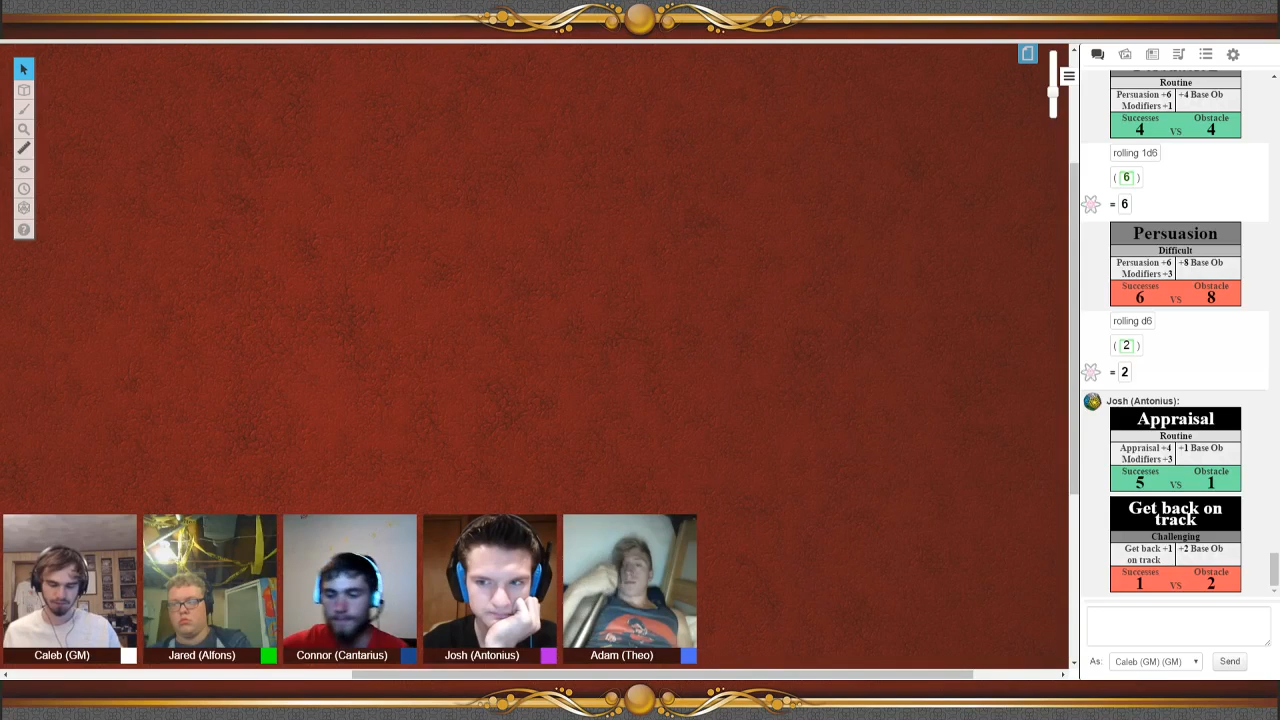 Routine
Persuasion +6 +4 Base Ob
Modifiers +1
Successes Obstacle
4 VS 4
rolling 1d6
( 6 )
= 6
Persuasion
Difficult
Persuasion +6 +8 Base Ob
Modifiers +3
Successes Obstacle
6 VS 8
rolling d6
( 2 )
= 2
Josh (Antonius):
Appraisal
Routine
Appraisal +4 +1 Base Ob
Modifiers +3
Successes Obstacle
5 VS 1
Get back on
track
Challenging
Get back +1 +2 Base Ob
on track
Successes Obstacle
1 VS 2
As: Caleb (GM) (GM) Send
Caleb (GM) Jared (Alfons) Connor (Cantarius) Josh (Antonius) Adam (Theo)